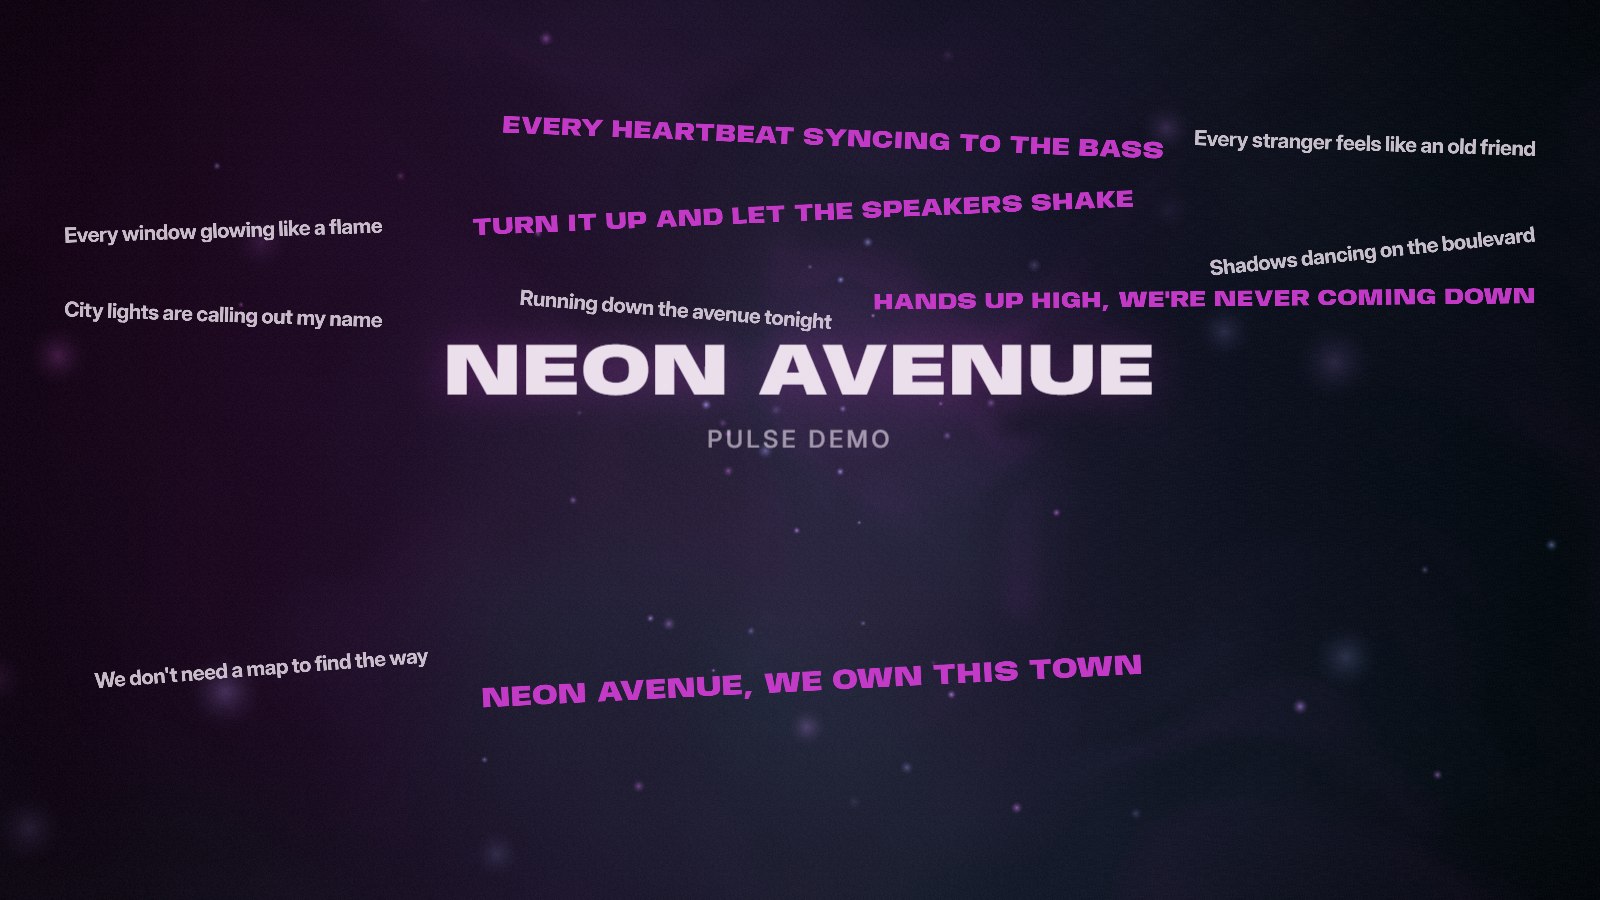 EVERY HEARTBEAT SYNCING TO THE BASS
Every stranger feels like an old friend
TURN IT UP AND LET THE SPEAKERS SHAKE
Every window glowing like a flame
Shadows dancing on the boulevard
HANDS UP HIGH, WE'RE NEVER COMING DOWN
City lights are calling out my name
Running down the avenue tonight
NEON AVENUE
PULSE DEMO
We don't need a map to find the way
NEON AVENUE, WE OWN THIS TOWN